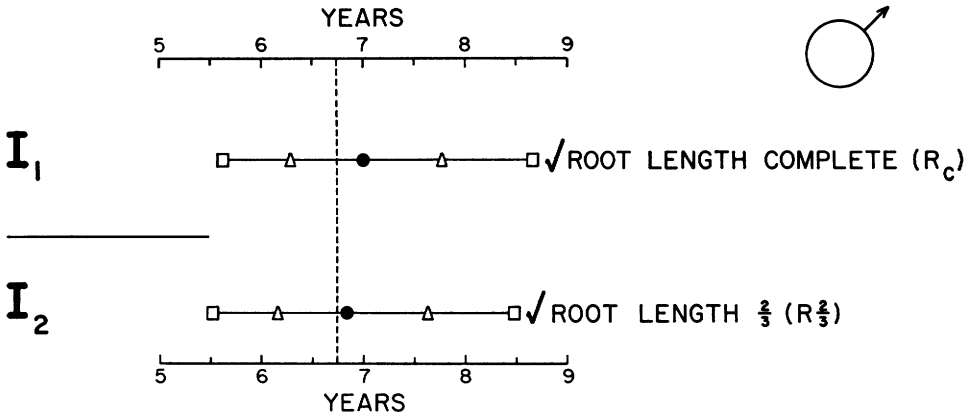 YEARS
5 6 7 8 9
I₁ √ROOT LENGTH COMPLETE (R_C)
I₂ √ROOT LENGTH ⅔ (R⅔)
5 6 7 8 9
YEARS